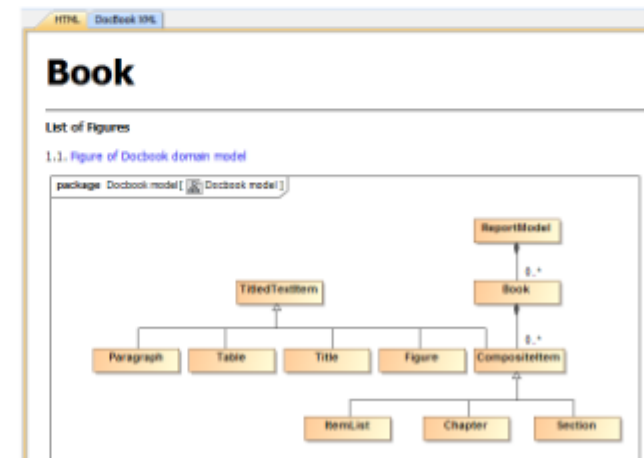 HTML DocBook XML
Book
List of Figures
1.1. Figure of Docbook domain model
package Docbook model[ Docbook model ]
ReportModel
0..*
TitledTextItem Book
0..*
Paragraph Table Title Figure CompositeItem
ItemList Chapter Section